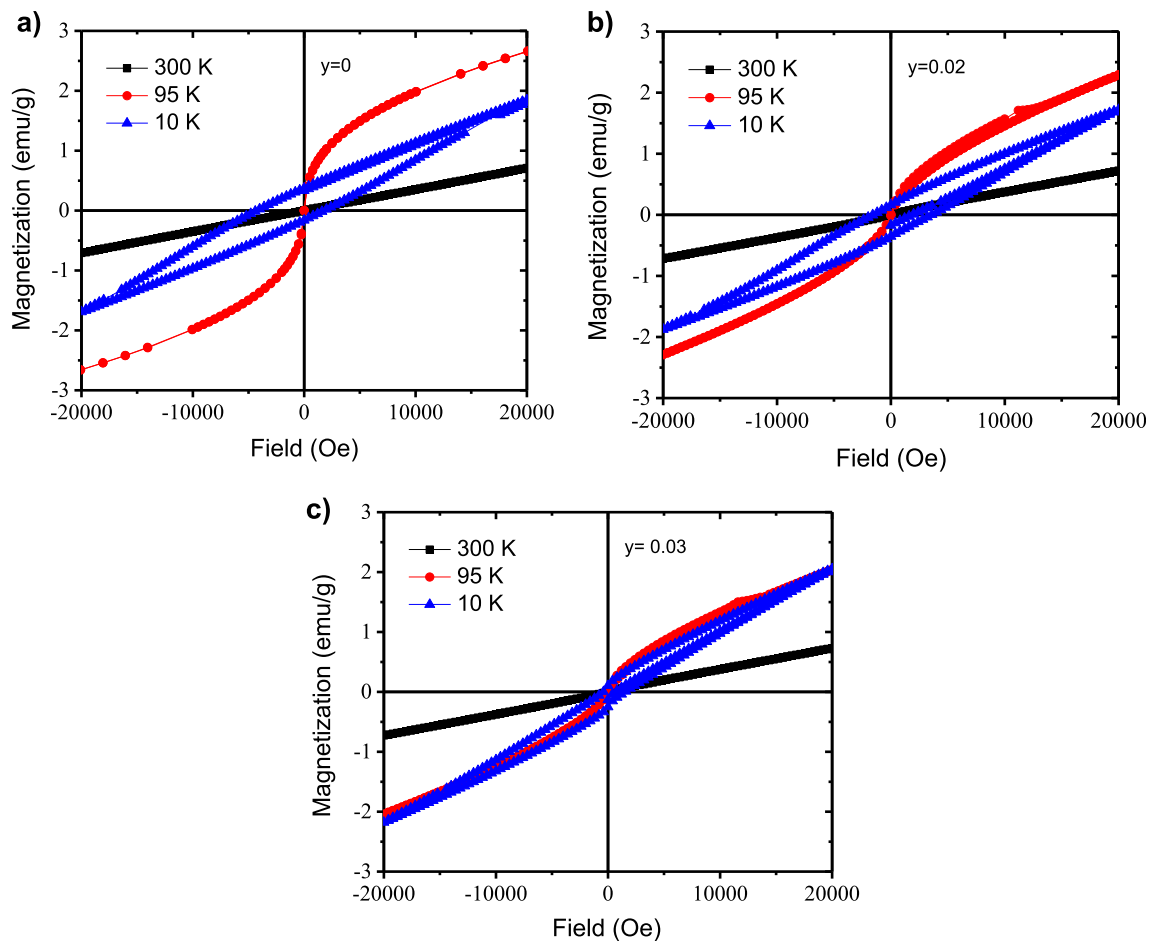 a)
3
2
1
0
-1
-2
-3
Magnetization (emu/g)
300 K
95 K
10 K
y=0
-20000 -10000 0 10000 20000
Field (Oe)
b)
3
2
1
0
-1
-2
-3
Magnetization (emu/g)
300 K
95 K
10 K
y=0.02
-20000 -10000 0 10000 20000
Field (Oe)
c)
3
2
1
0
-1
-2
-3
Magnetization (emu/g)
300 K
95 K
10 K
y= 0.03
-20000 -10000 0 10000 20000
Field (Oe)